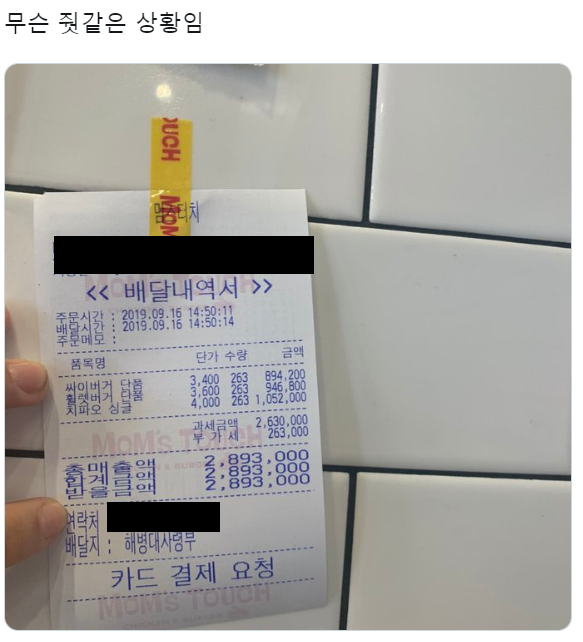 무슨 줫같은 상황임
OUCH MOM
맘스터치
MOM's TOUCH
<< 배달내역서 >>
주문시간 : 2019.09.16 14:50:11
배달시간 : 2019.09.16 14:50:14
주문메모 :
품목명 단가 수량 금액
싸이버거 단품 3,400 263 894,200
휠렛버거 단품 3,600 263 946,800
치파오 싱글 4,000 263 1,052,000
과세금액 2,630,000
부 가 세 263,000
MOM's TOUCH
총매출액 2,893,000
합계금액 2,893,000
받을금액 2,893,000
연락처
배달지 : 해병대사령부
카드 결제 요청
MOM's TOUCH